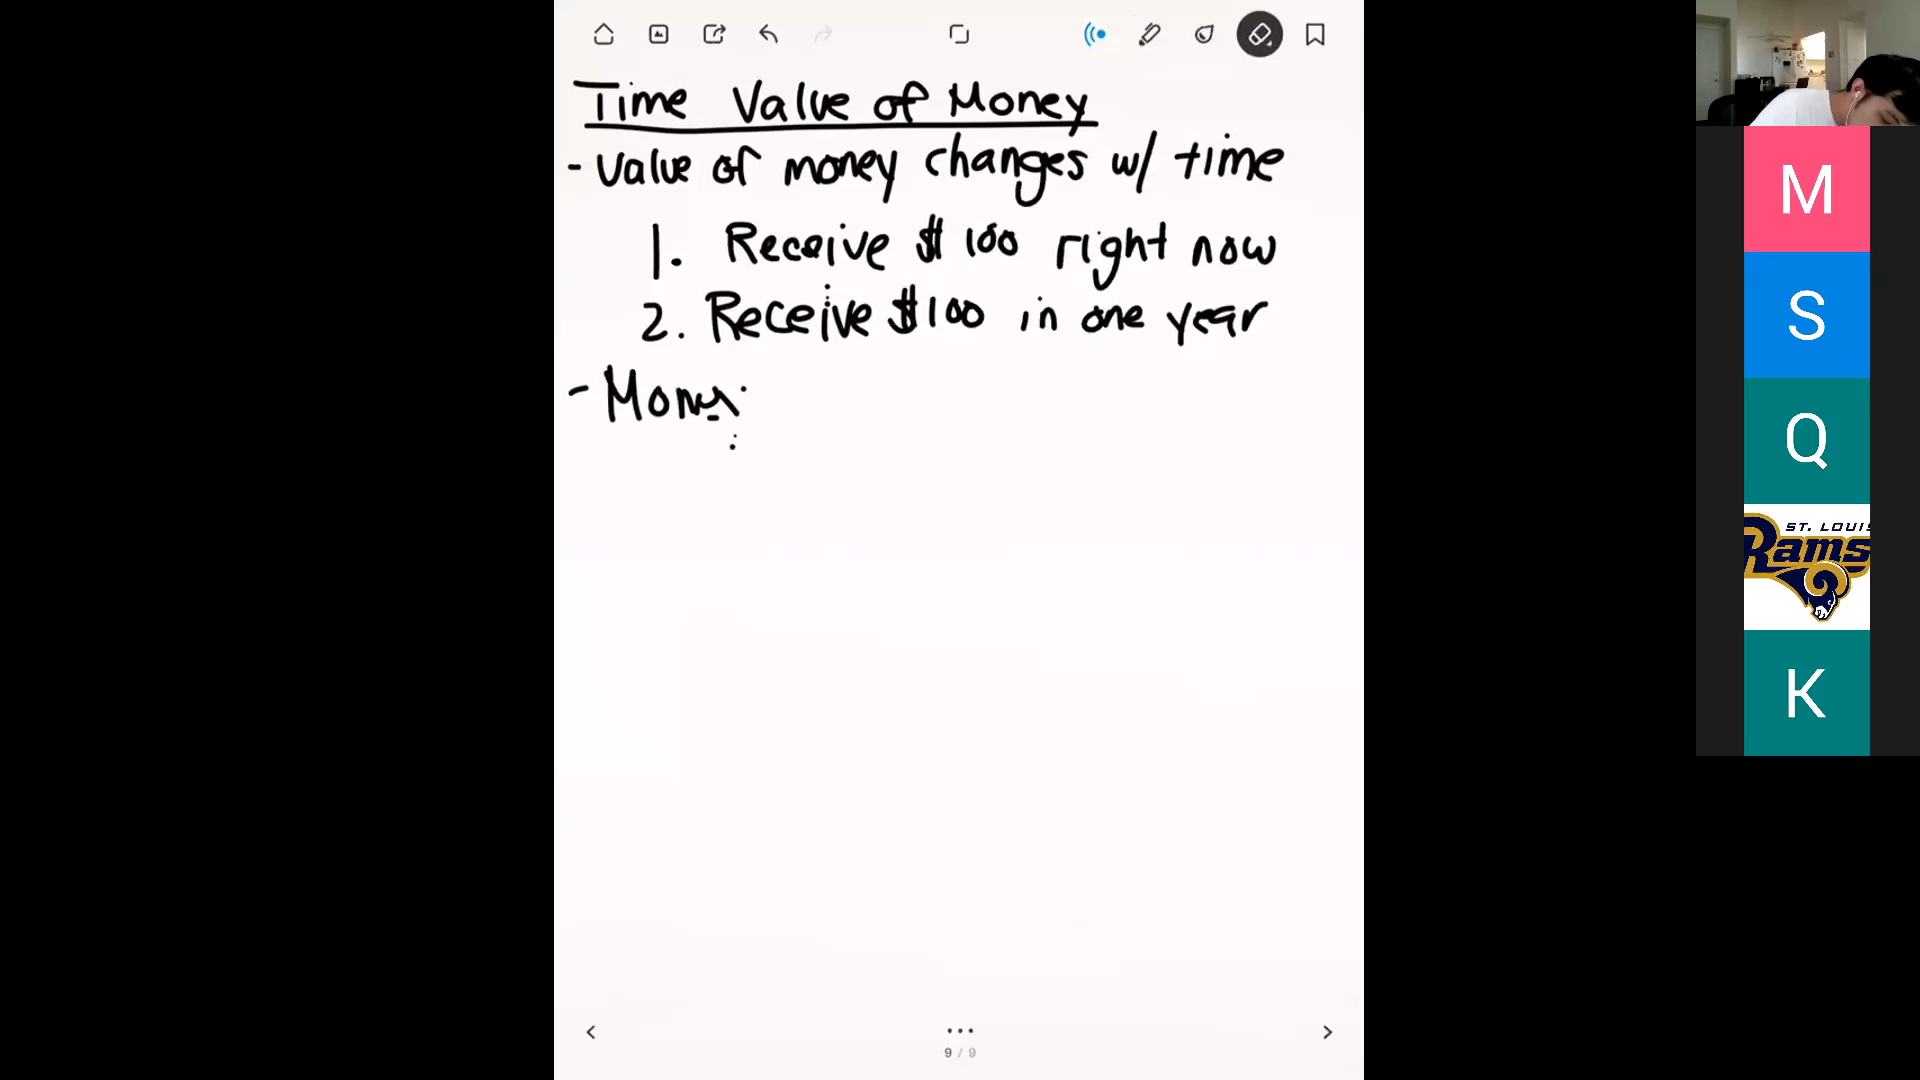 Time Value of Money
- Value of money changes w/ time
1. Receive $100 right now
2. Receive $100 in one year
- Money
9 / 9
M
S
Q
ST. LOUIS
Rams
K